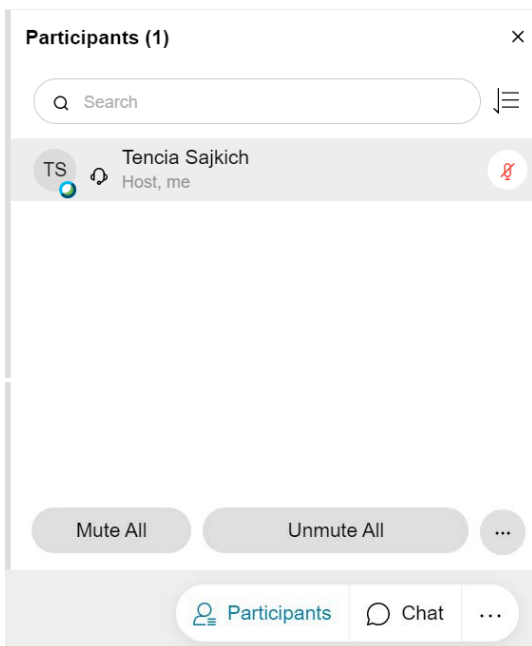 Participants (1)
Search
TS
Tencia Sajkich
Host, me
Mute All
Unmute All
...
Participants
Chat
...